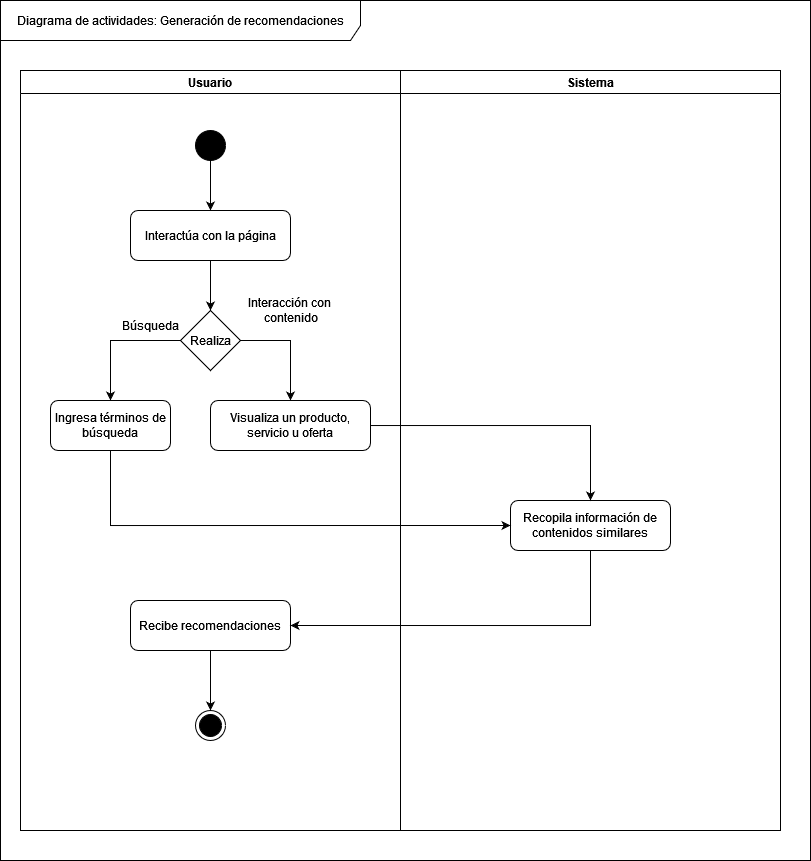 Diagrama de actividades: Generación de recomendaciones
Usuario
Sistema
Interactúa con la página
Interacción con
contenido
Búsqueda
Realiza
Ingresa términos de
búsqueda
Visualiza un producto,
servicio u oferta
Recopila información de
contenidos similares
Recibe recomendaciones